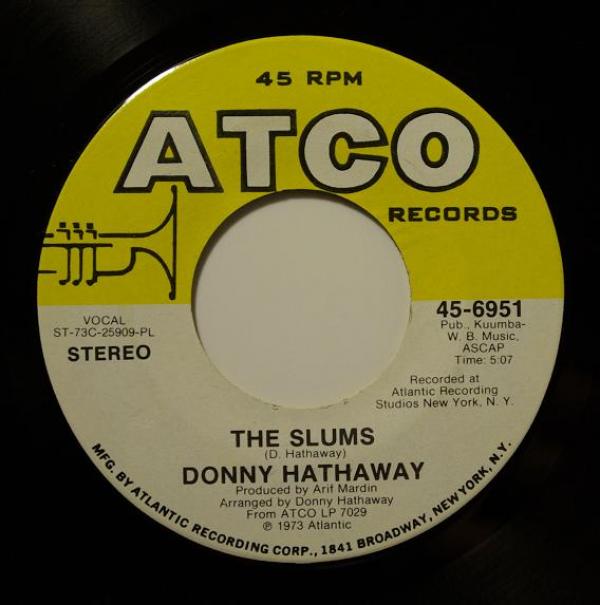 45 RPM
ATCO
RECORDS
VOCAL
ST-73C-25909-PL
STEREO
45-6951
Pub., Kuumba-
W. B. Music,
ASCAP
Time: 5:07
Recorded at
Atlantic Recording
Studios New York, N. Y.
THE SLUMS
(D. Hathaway)
DONNY HATHAWAY
Produced by Arif Mardin
Arranged by Donny Hathaway
From ATCO LP 7029
℗ 1973 Atlantic
MFG. BY ATLANTIC RECORDING CORP., 1841 BROADWAY, NEW YORK, N.Y.